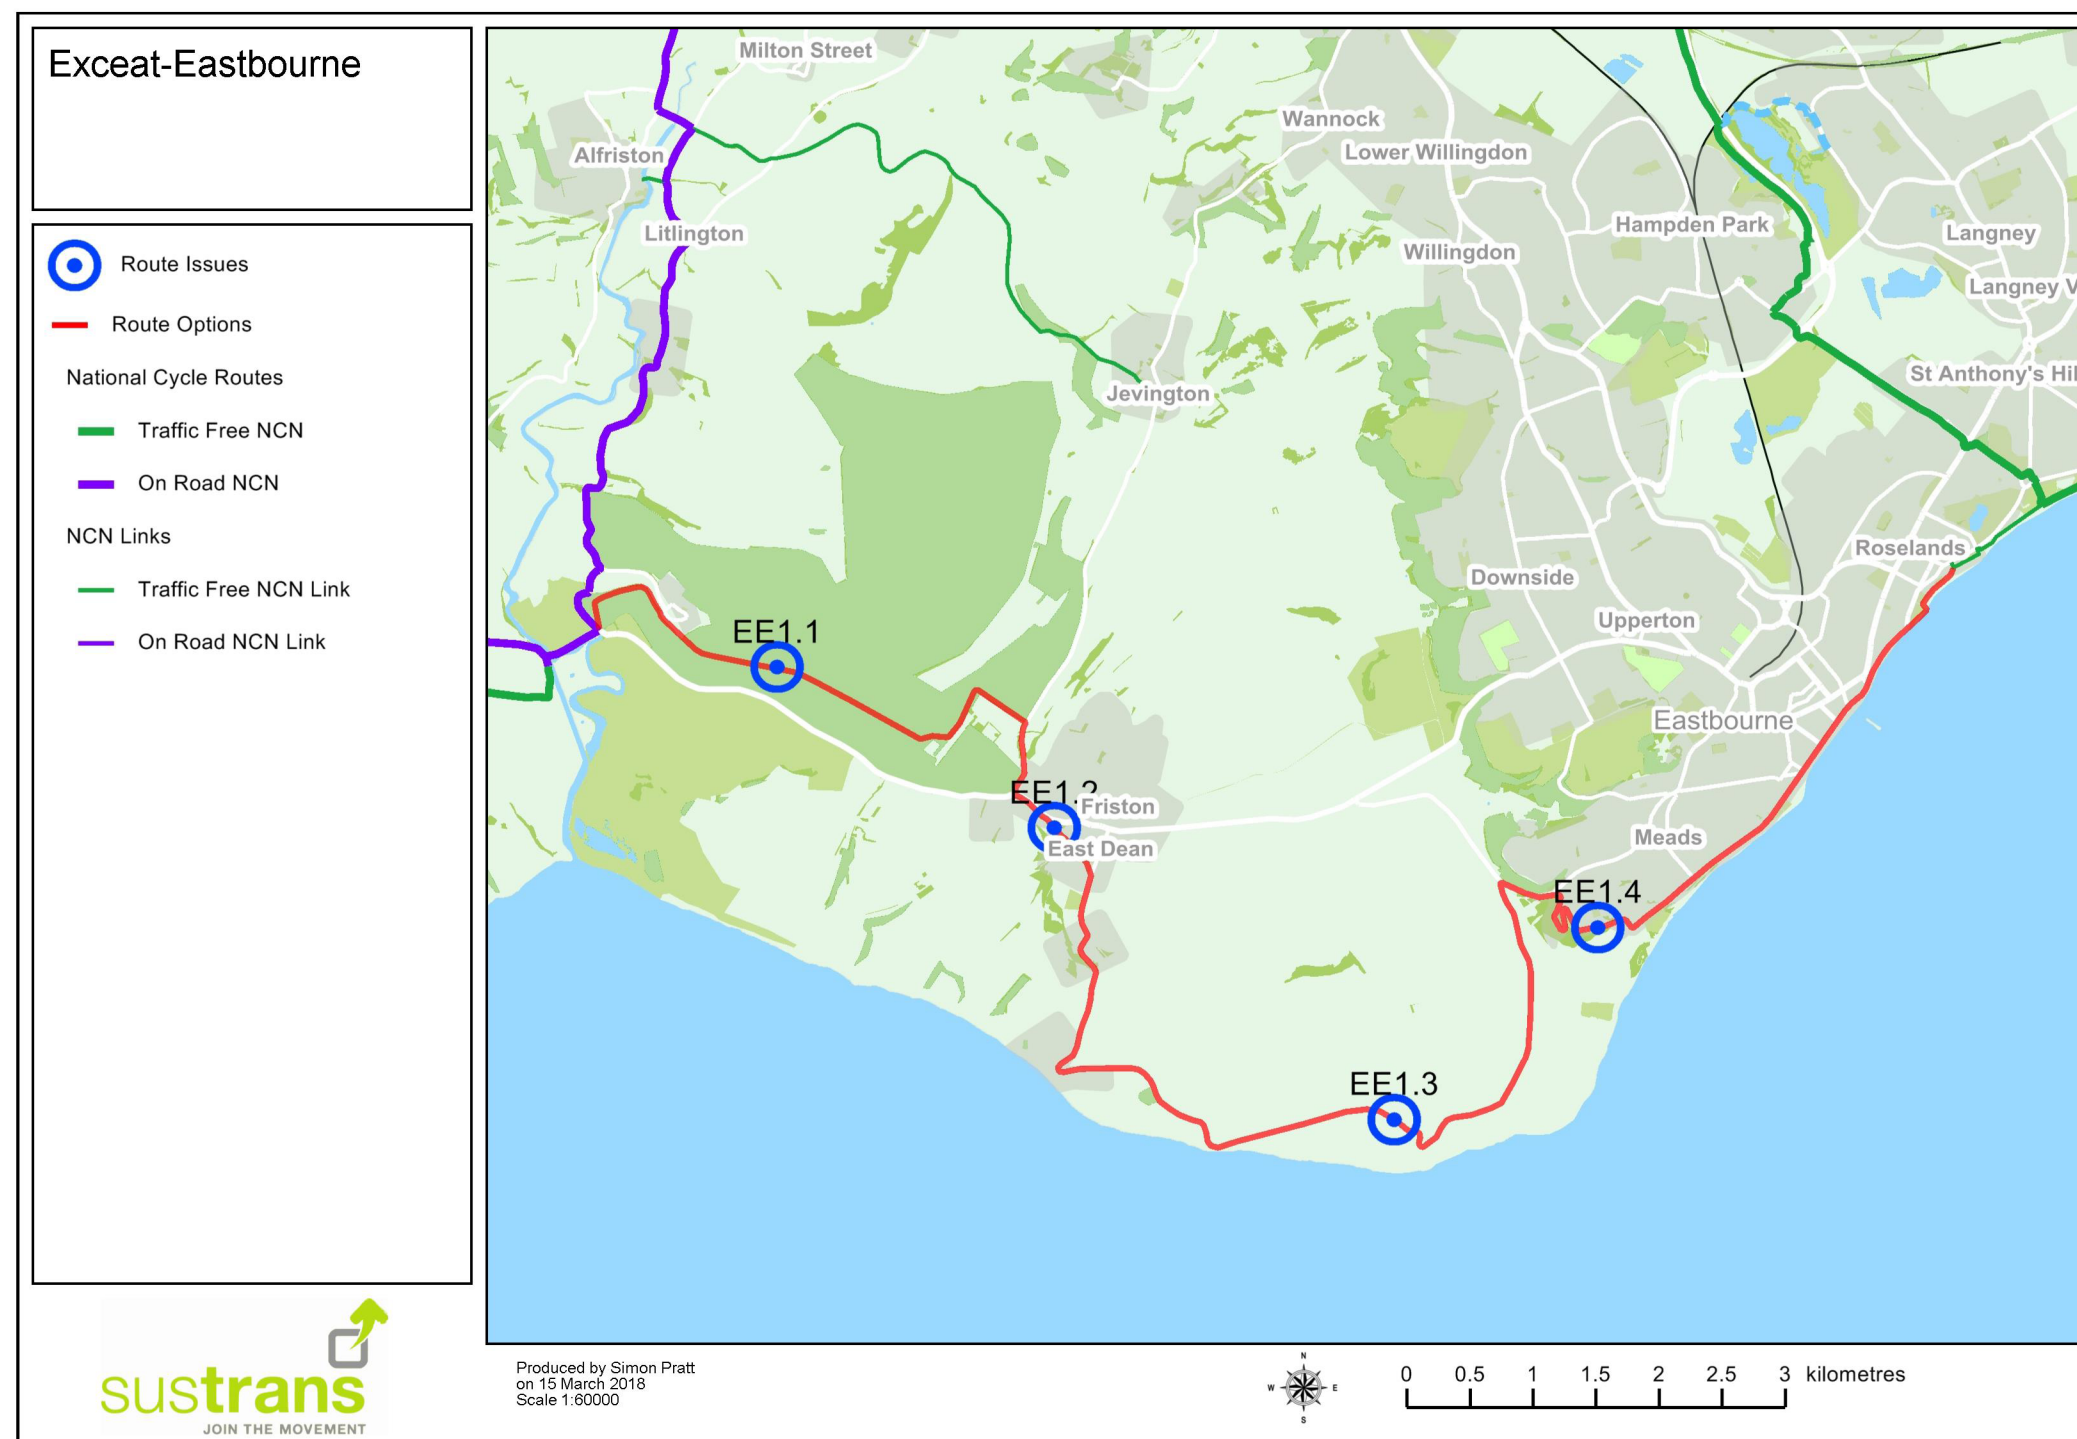 Exceat-Eastbourne
Route Issues
Route Options
National Cycle Routes
Traffic Free NCN
On Road NCN
NCN Links
Traffic Free NCN Link
On Road NCN Link
sustrans
JOIN THE MOVEMENT
Milton Street
Wannock
Alfriston
Lower Willingdon
Litlington
Hampden Park
Langney
Willingdon
Langney V
St Anthony's Hil
Jevington
Roselands
Downside
Upperton
EE1.1
Eastbourne
EE1.2
Friston
East Dean
Meads
EE1.4
EE1.3
Produced by Simon Pratt
on 15 March 2018
Scale 1:60000
N
W E
S
0 0.5 1 1.5 2 2.5 3 kilometres